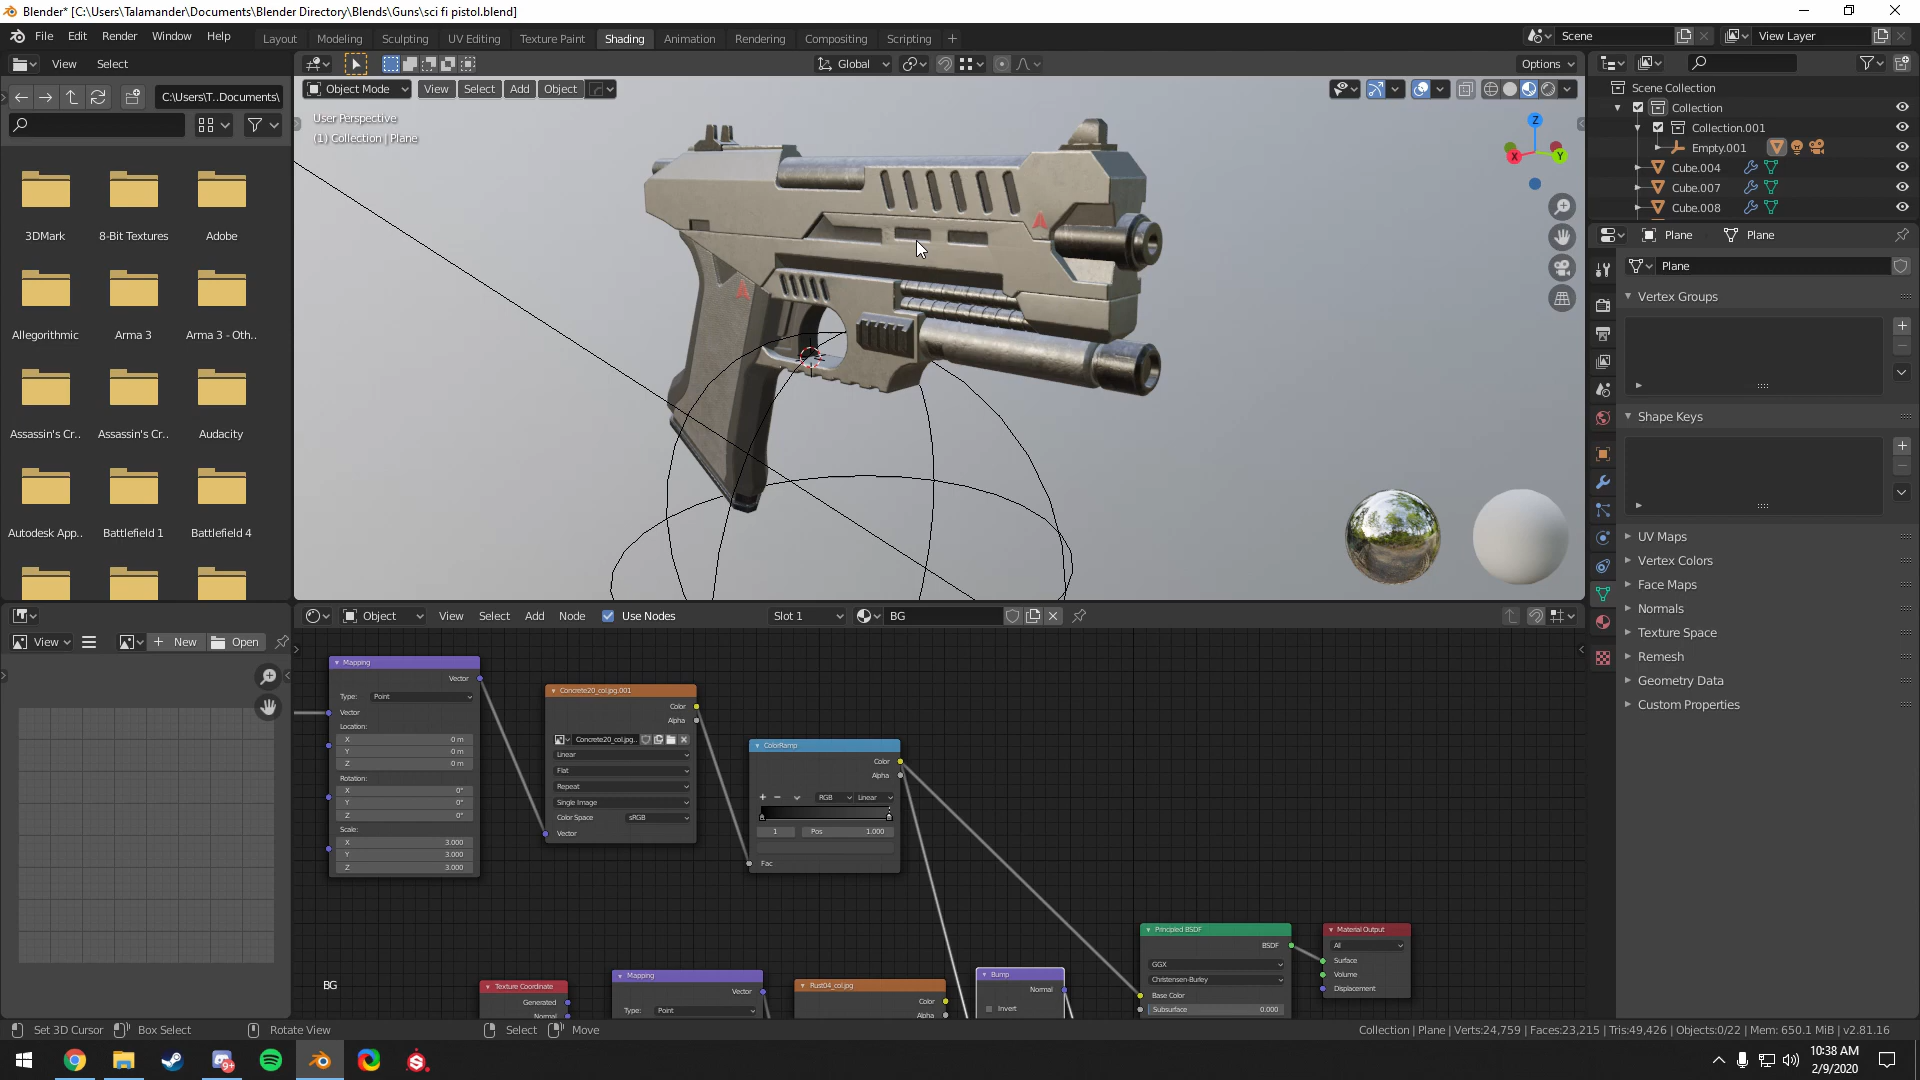 Blender* [C:\Users\Talamander\Documents\Blender Directory\Blends\Guns\sci fi pistol.blend]
File Edit Render Window Help Layout Modeling Sculpting UV Editing Texture Paint Shading Animation Rendering Compositing Scripting + Scene View Layer
View Select Global Options
C:\Users\T..Documents\ Object Mode View Select Add Object
User Perspective
(1) Collection | Plane
Z
X
Y
Scene Collection
Collection
Collection.001
Empty.001
Cube.004
Cube.007
Cube.008
3DMark 8-Bit Textures Adobe
Allegorithmic Arma 3 Arma 3 - Oth..
Assassin's Cr.. Assassin's Cr.. Audacity
Autodesk App.. Battlefield 1 Battlefield 4
Plane Plane
Plane
Vertex Groups
Shape Keys
UV Maps
Vertex Colors
Face Maps
Normals
Texture Space
Remesh
Geometry Data
Custom Properties
Object View Select Add Node Use Nodes Slot 1 BG
View New Open
Mapping
Vector
Type: Point
Vector
Location:
X 0 m
Y 0 m
Z 0 m
Rotation:
X 0°
Y 0°
Z 0°
Scale:
X 3.000
Y 3.000
Z 3.000
Concrete20_col.jpg.001
Color
Alpha
Concrete20_col.jpg..
Linear
Flat
Repeat
Single Image
Color Space sRGB
Vector
ColorRamp
Color
Alpha
RGB Linear
1 Pos 1.000
Fac
Principled BSDF
BSDF
GGX
Christensen-Burley
Base Color
Subsurface 0.000
Material Output
All
Surface
Volume
Displacement
BG
Texture Coordinate
Generated
Normal
Mapping
Vector
Type: Point
Rust04_col.jpg
Color
Alpha
Bump
Normal
Invert
Set 3D Cursor Box Select Rotate View Select Move
Collection | Plane | Verts:24,759 | Faces:23,215 | Tris:49,426 | Objects:0/22 | Mem: 650.1 MiB | v2.81.16
9+
10:38 AM
2/9/2020